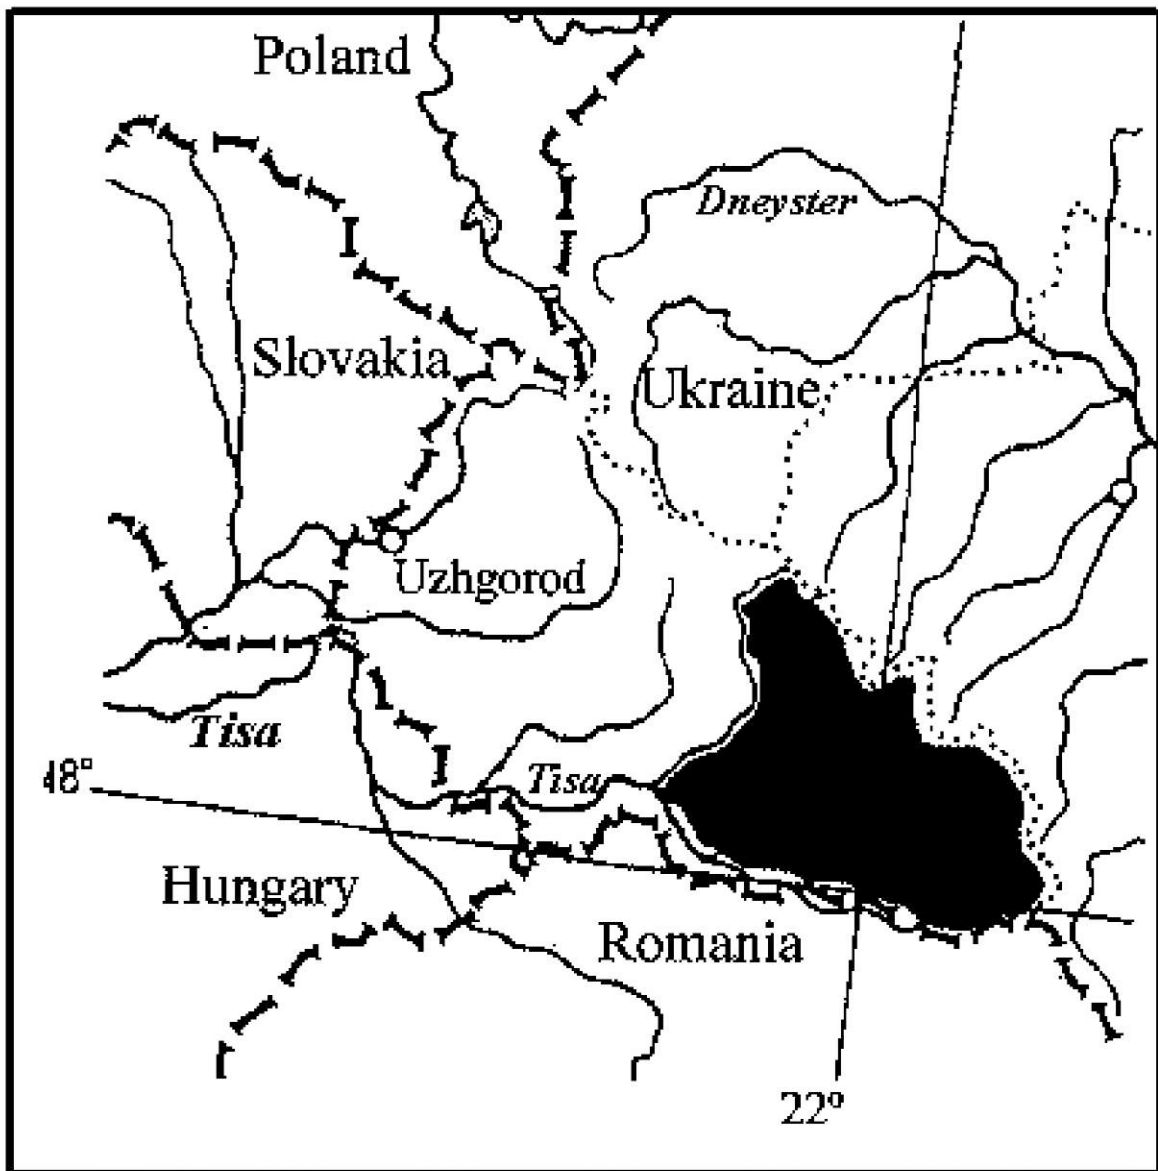 Poland
Dneyster
Slovakia
Ukraine
Uzhgorod
Tisa
Tisa
48°
Hungary
Romania
22°